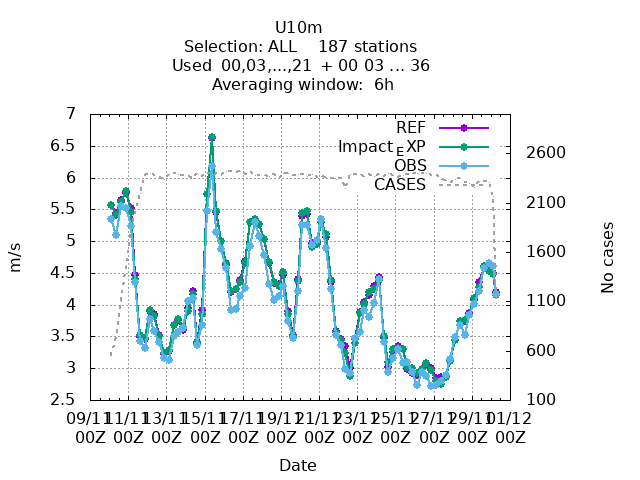 U10m
Selection: ALL    187 stations
Used  00,03,...,21  + 00 03 ... 36
Averaging window:  6h
7
6.5
6
5.5
5
4.5
4
3.5
3
2.5
m/s
REF
Impact_EXP
OBS
CASES
2600
2100
1600
1100
600
100
No cases
09/11 11/11 13/11 15/11 17/11 19/11 21/11 23/11 25/11 27/11 29/11 01/12
00Z 00Z 00Z 00Z 00Z 00Z 00Z 00Z 00Z 00Z 00Z 00Z
Date